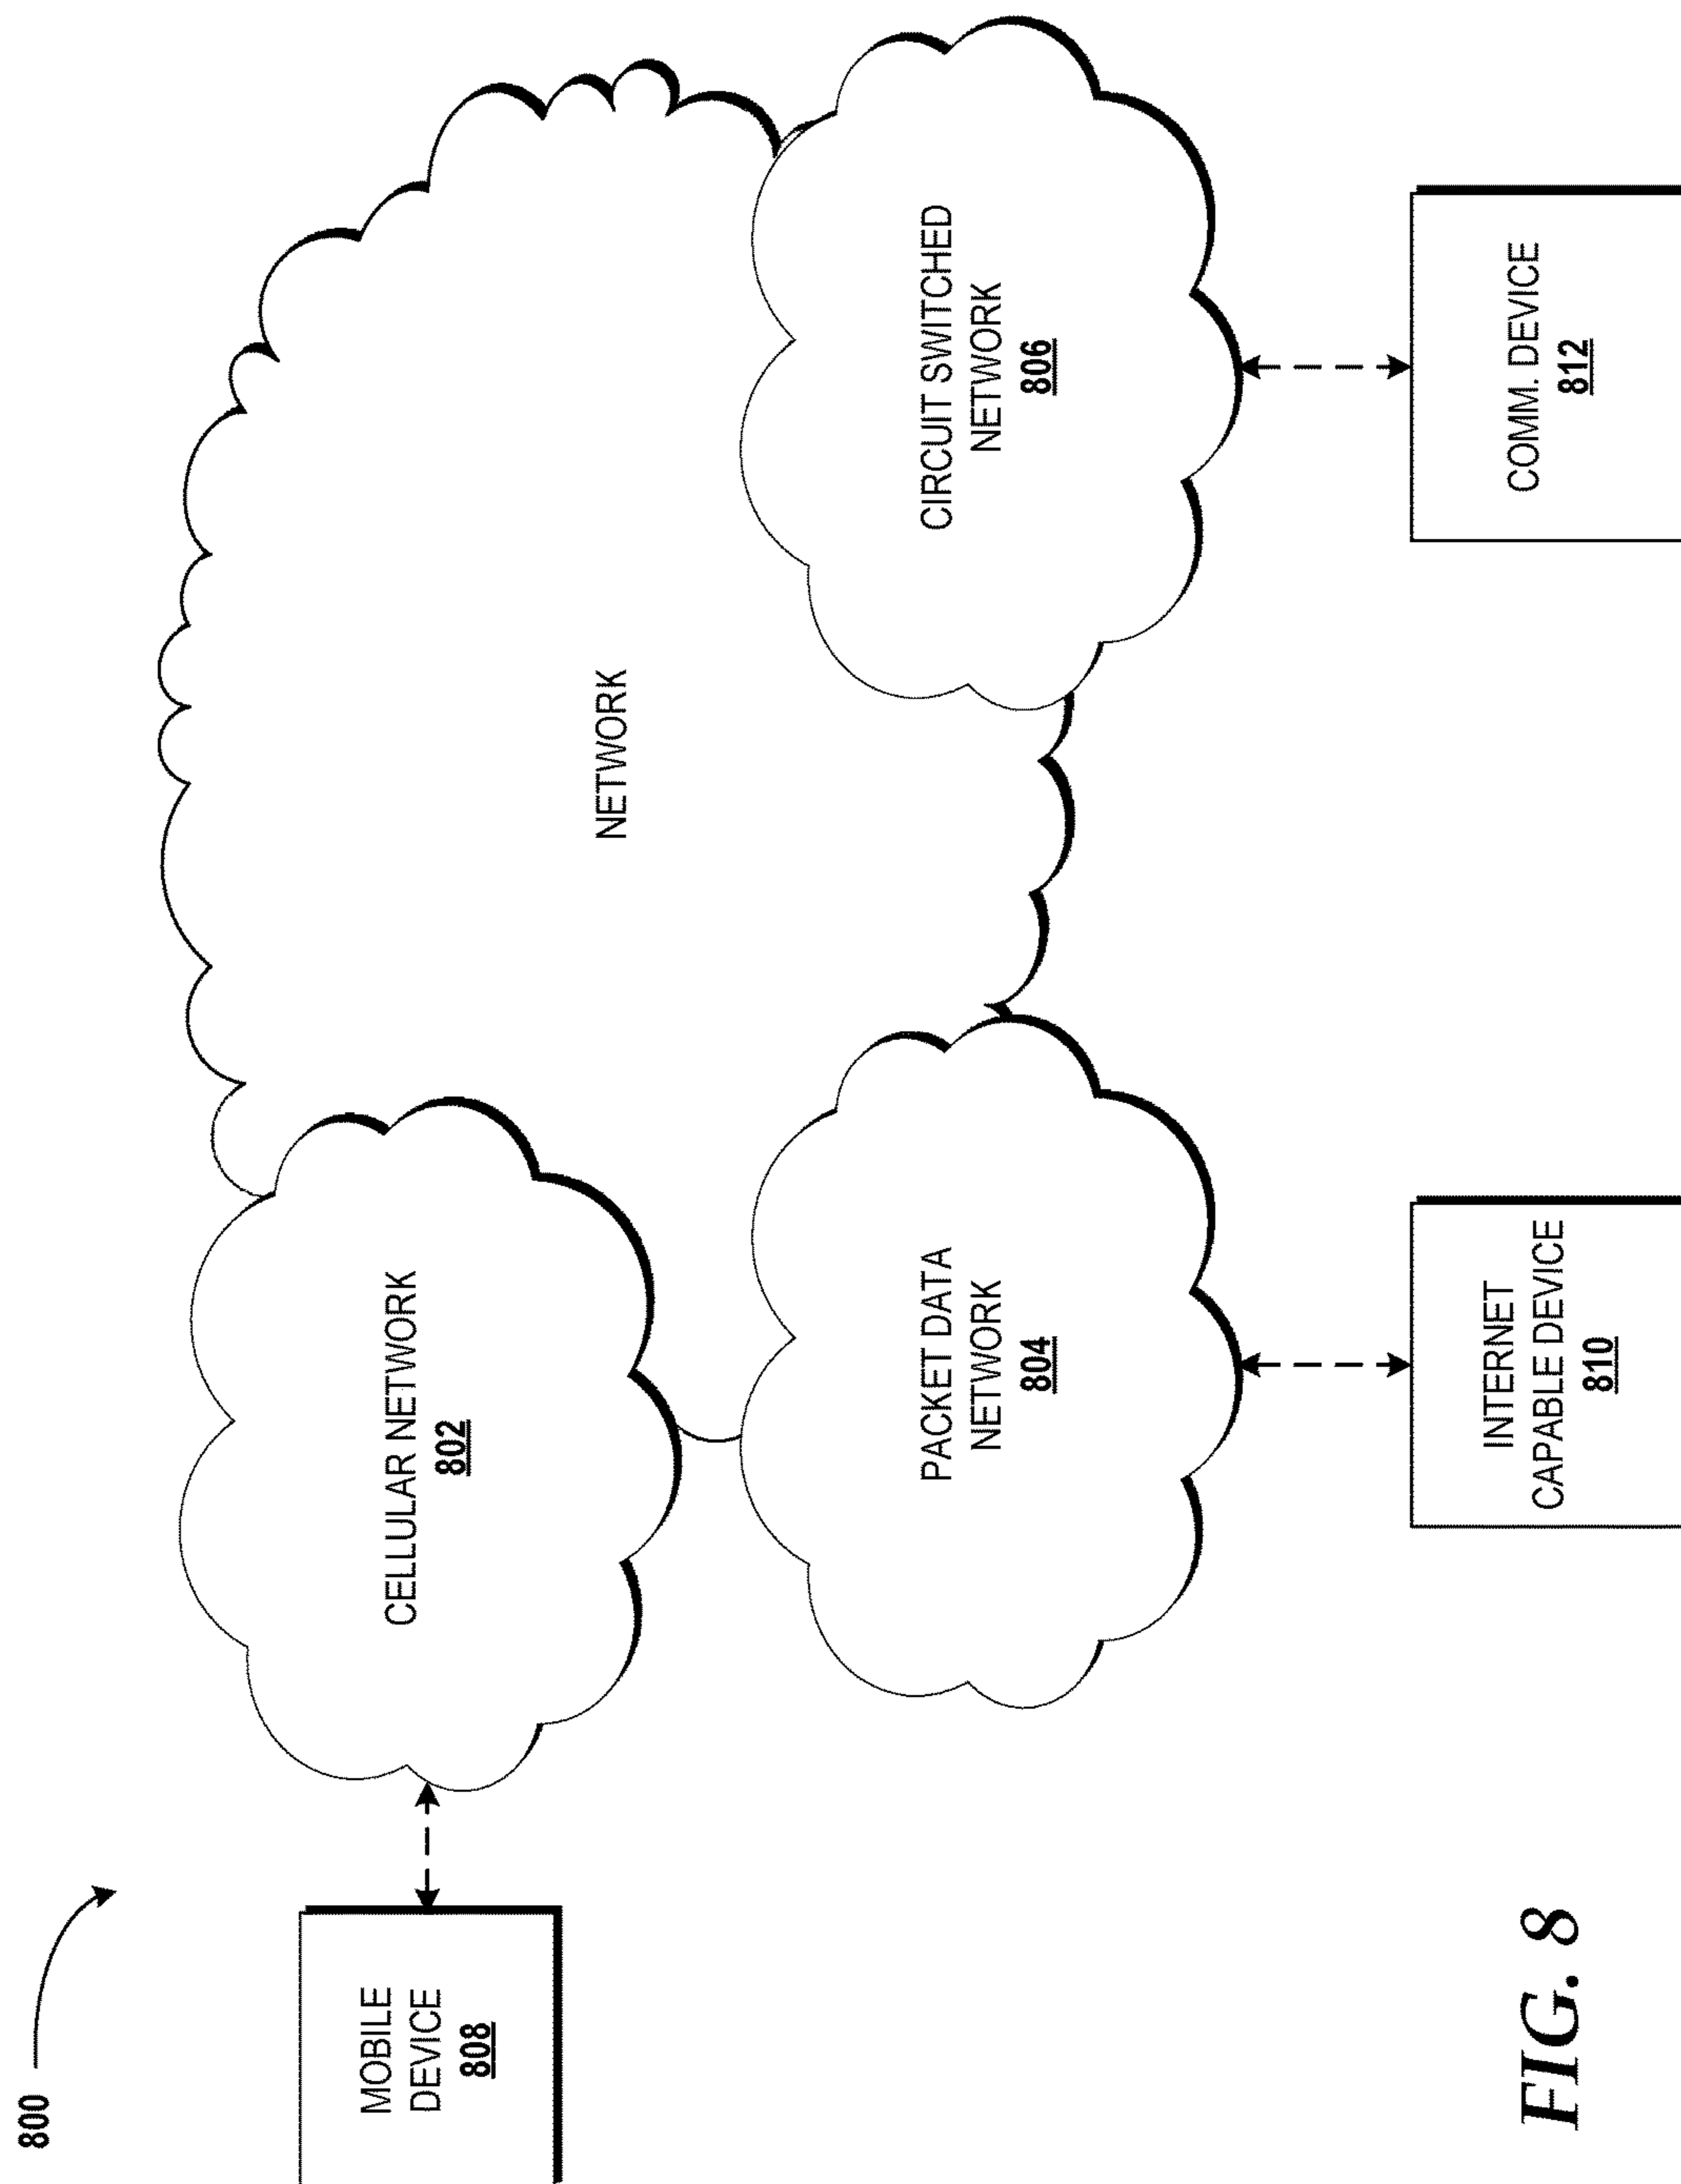 800
NETWORK
MOBILE
DEVICE
808
CELLULAR NETWORK
802
PACKET DATA
NETWORK
804
CIRCUIT SWITCHED
NETWORK
806
INTERNET
CAPABLE DEVICE
810
COMM. DEVICE
812
FIG. 8